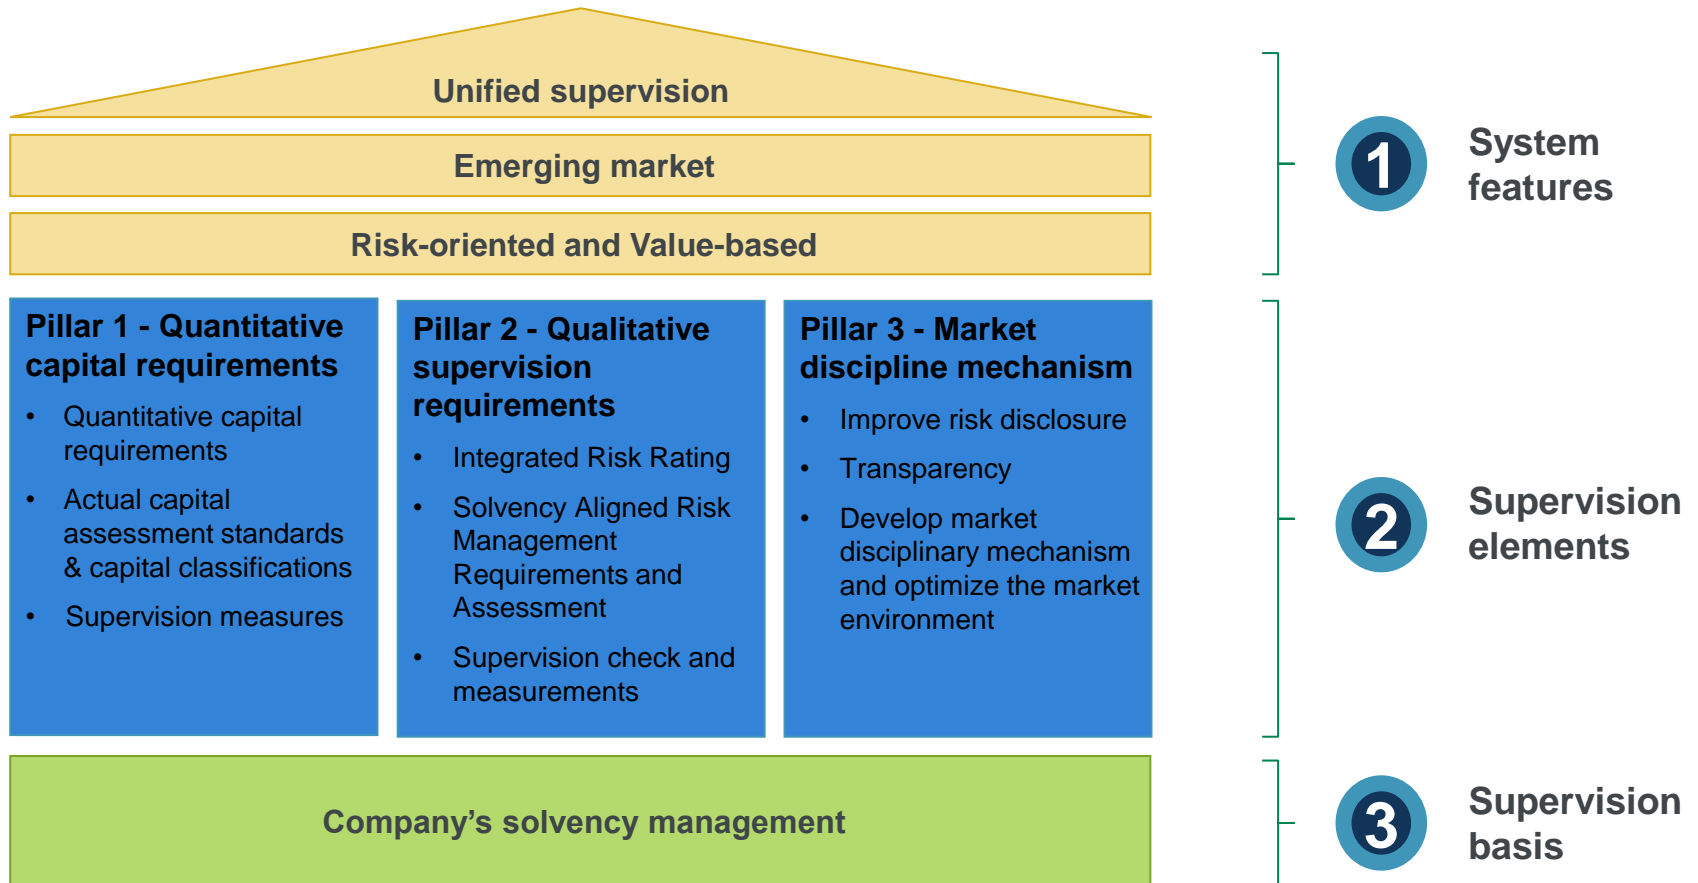 Unified supervision
Emerging market
Risk-oriented and Value-based
1
System
features
Pillar 1 - Quantitative
capital requirements
• Quantitative capital
requirements
• Actual capital
assessment standards
& capital classifications
• Supervision measures
Pillar 2 - Qualitative
supervision
requirements
• Integrated Risk Rating
• Solvency Aligned Risk
Management
Requirements and
Assessment
• Supervision check and
measurements
Pillar 3 - Market
discipline mechanism
• Improve risk disclosure
• Transparency
• Develop market
disciplinary mechanism
and optimize the market
environment
2
Supervision
elements
Company’s solvency management
3
Supervision
basis